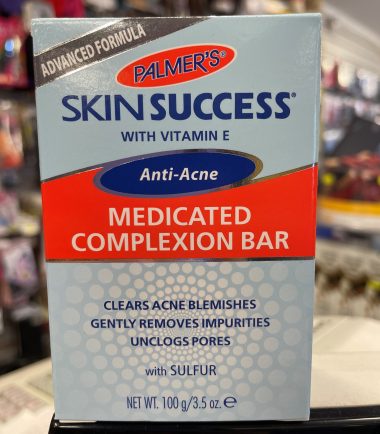 ADVANCED FORMULA
PALMER'S®
SKIN SUCCESS®
WITH VITAMIN E
Anti-Acne
MEDICATED
COMPLEXION BAR
CLEARS ACNE BLEMISHES
GENTLY REMOVES IMPURITIES
UNCLOGS PORES
with SULFUR
NET WT. 100 g/3.5 oz. ℮